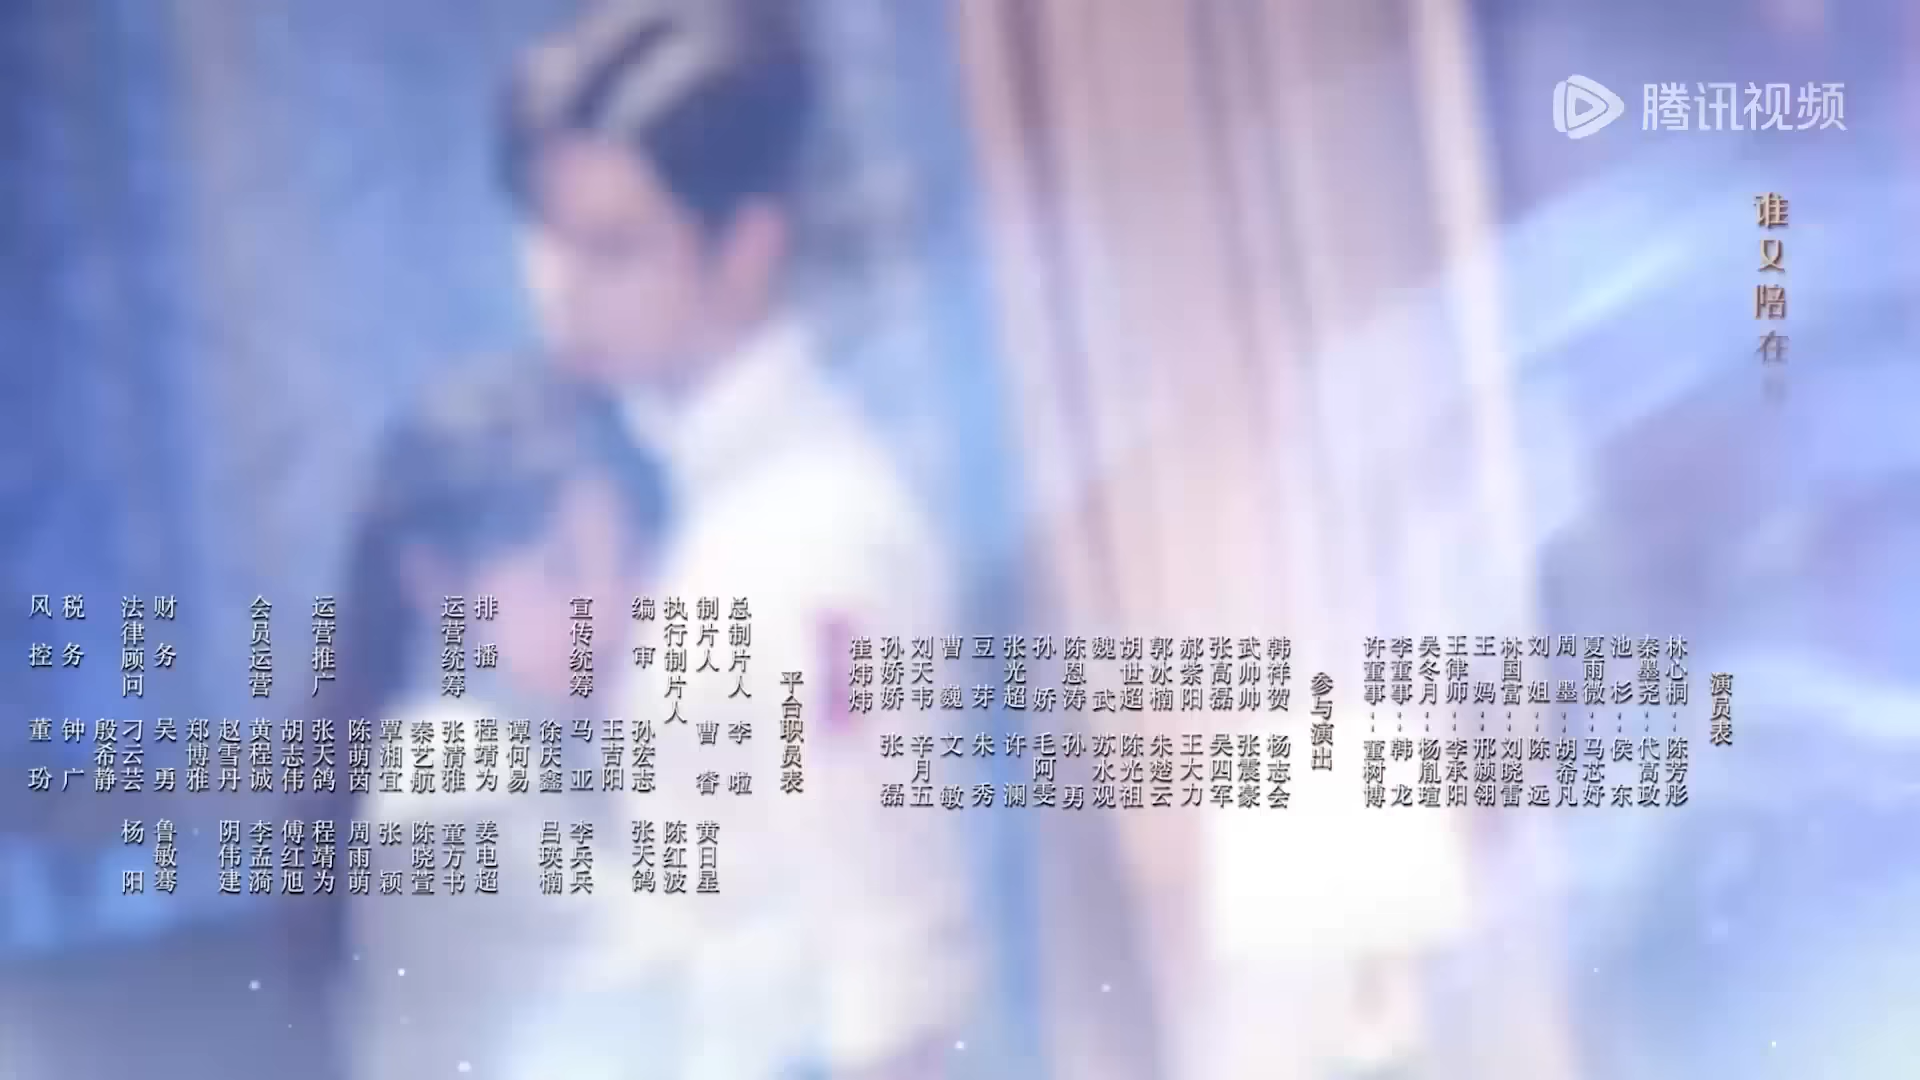 腾讯视频
谁又陪在
演员表
林心桐：陈芳彤
秦墨尧：代高政
池杉：侯东
夏雨微：马芯妤
周墨：胡希凡
刘姐：陈远
林国富：刘晓雷
王妈：邢颍翎
王律师：李承阳
吴冬月：杨胤瑄
李董事：韩龙
许董事：董树博
参与演出
韩祥贺 杨志会
武帅帅 张震豪
张高磊 吴四军
郝紫阳 王大力
郭冰楠 朱楚云
胡世超 陈光祖
魏武 苏水观
陈恩涛 孙勇
孙娇 毛阿雯
张光超 许澜
豆芽 朱秀
曹巍 文敏
刘天韦 辛月五
孙娇娇 张磊
崔炜炜
平台职员表
总制片人 李啦
制片人 曹睿 黄日星
执行制片人 陈红波
编审 孙宏志 张天鸽
王吉阳
宣传统筹 马亚 李兵兵
徐庆鑫 吕瑛楠
谭何易
排播 程靖为 姜电超
运营统筹 张清雅 童方书
秦艺航 陈晓萱
覃湘宜 张颖
陈萌茵 周雨萌
运营推广 张天鸽 程靖为
胡志伟 傅红旭
会员运营 黄程诚 李孟漪
赵雪丹 阴伟建
郑博雅
财务 吴勇 鲁敏骞
法律顾问 刁云芸 杨阳
殷希静
税务 钟广
风控 董玢